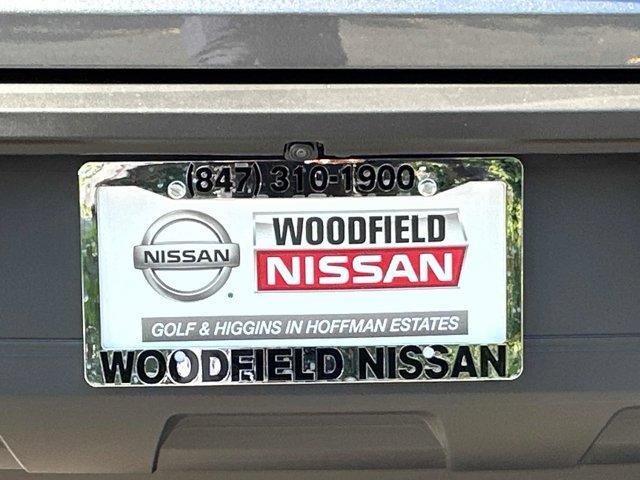 (847) 310-1900
NISSAN
WOODFIELD
NISSAN
GOLF & HIGGINS IN HOFFMAN ESTATES
WOODFIELD NISSAN